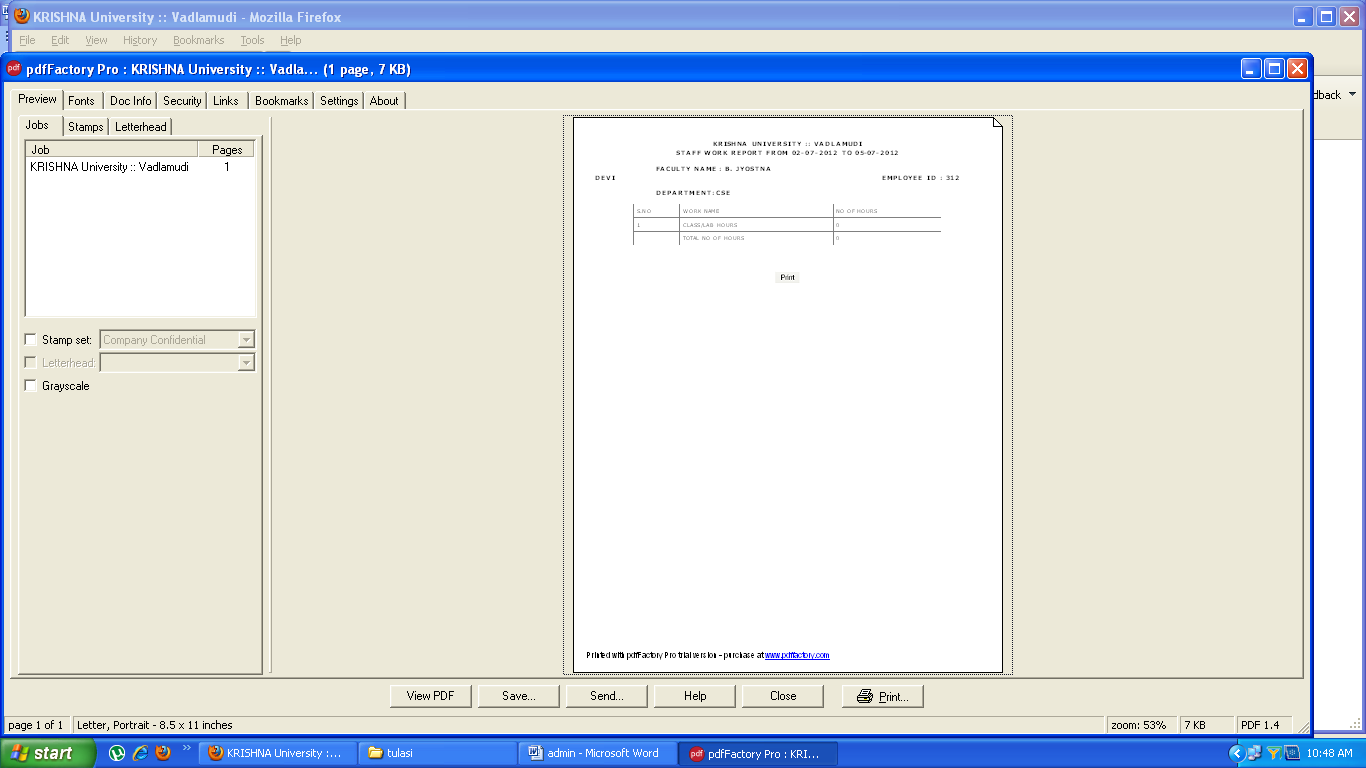 KRISHNA University :: Vadlamudi - Mozilla Firefox
File Edit View History Bookmarks Tools Help
pdfFactory Pro : KRISHNA University :: Vadla... (1 page, 7 KB)
dback
Preview Fonts Doc Info Security Links Bookmarks Settings About
Jobs Stamps Letterhead
Job Pages
KRISHNA University :: Vadlamudi 1
Stamp set: Company Confidential
Letterhead:
Grayscale
KRISHNA UNIVERSITY :: VADLAMUDI
STAFF WORK REPORT FROM 02-07-2012 TO 05-07-2012
FACULTY NAME : B. JYOSTNA
DEVI EMPLOYEE ID : 312
DEPARTMENT: CSE
S.NO WORK NAME NO OF HOURS
1 CLASS/LAB HOURS 0
TOTAL NO OF HOURS 0
Print
Printed with pdfFactory Pro trial version - purchase at www.pdffactory.com
View PDF Save... Send... Help Close Print...
page 1 of 1 Letter, Portrait - 8.5 x 11 inches zoom: 53% 7 KB PDF 1.4
start KRISHNA University :... tulasi admin - Microsoft Word pdf pdfFactory Pro : KRI... 10:48 AM